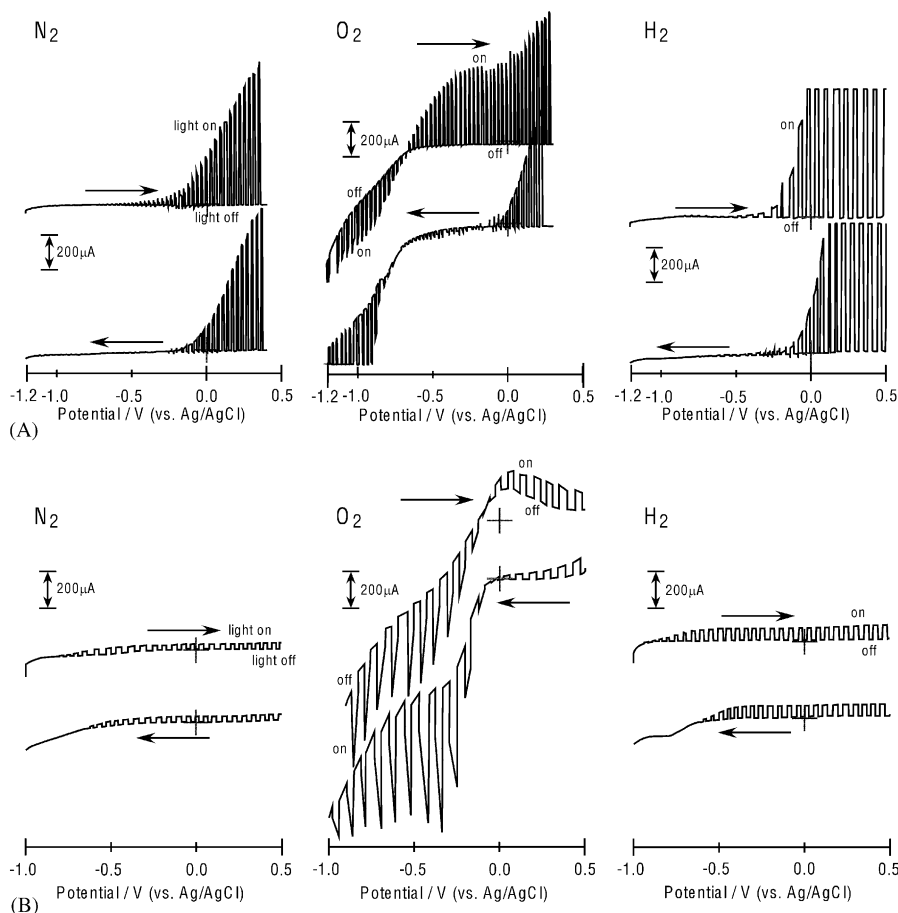 N2
O2
H2
on
light on
200µA
off
on
off
light off
off
200µA
on
200µA
-1.2 -1.0 -0.5 0.0 0.5
-1.2 -1.0 -0.5 0.0 0.5
-1.2 -1.0 -0.5 0.0 0.5
Potential / V (vs. Ag/AgCl)
Potential / V (vs. Ag/AgCl)
Potential / V (vs. Ag/AgCl)
(A)
N2
O2
H2
on
off
200µA
200µA
200µA
light on
light off
on
off
off
on
-1.0 -0.5 0.0 0.5
-1.0 -0.5 0.0 0.5
-1.0 -0.5 0.0 0.5
Potential / V (vs. Ag/AgCl)
Potential / V (vs. Ag/AgCl)
Potential / V (vs. Ag/AgCl)
(B)